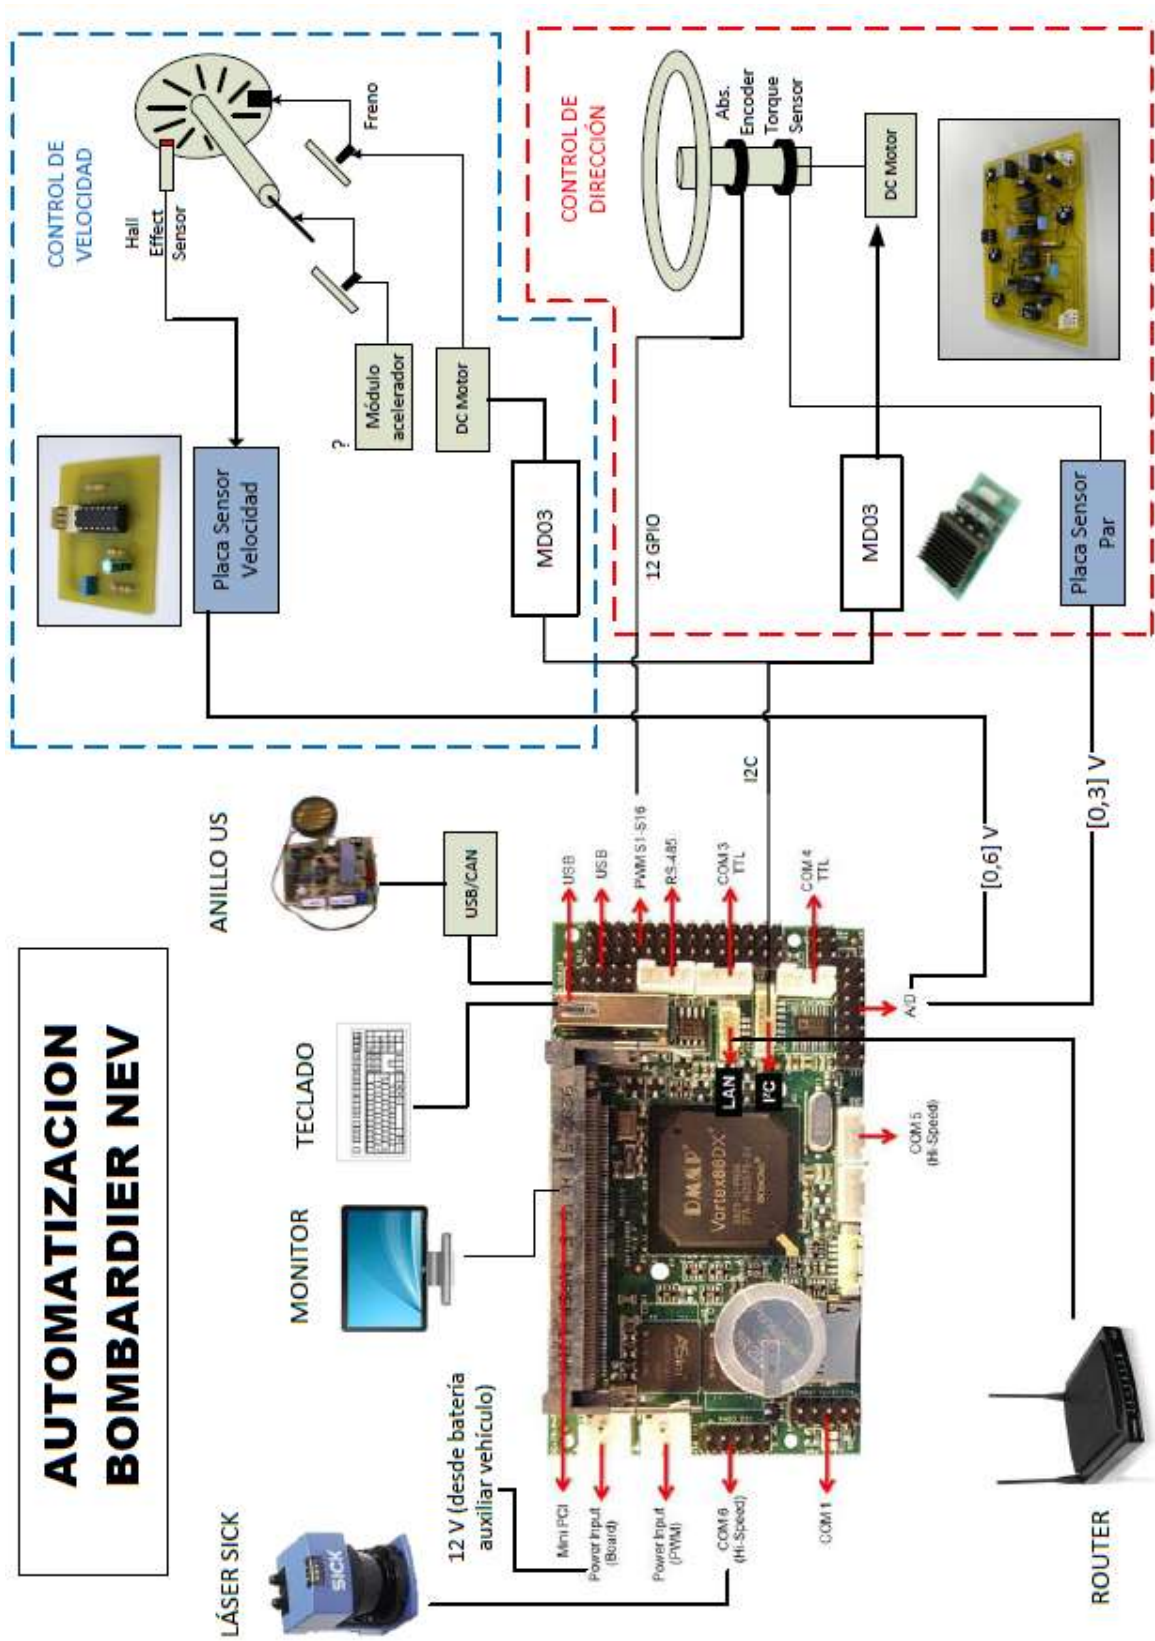 AUTOMATIZACION
BOMBARDIER NEV
LÁSER SICK
SICK
MONITOR
TECLADO
ANILLO US
USB/CAN
12 V (desde batería
auxiliar vehículo)
Mini PCI
Power Input
(Board)
Power Input
(PWM)
COM 6
(Hi-Speed)
COM 1
DM&P
Vortex86DX
LAN
I²C
USB
USB
PWM S1-S16
RS-485
COM 3
TTL
COM 4
TTL
A/D
COM 5
(Hi-Speed)
ROUTER
I2C
12 GPIO
[0,6] V
[0,3] V
CONTROL DE
VELOCIDAD
Hall
Effect
Sensor
Freno
Placa Sensor
Velocidad
?
Módulo
acelerador
DC Motor
MD03
CONTROL DE
DIRECCIÓN
Abs.
Encoder
Torque
Sensor
DC Motor
MD03
Placa Sensor
Par